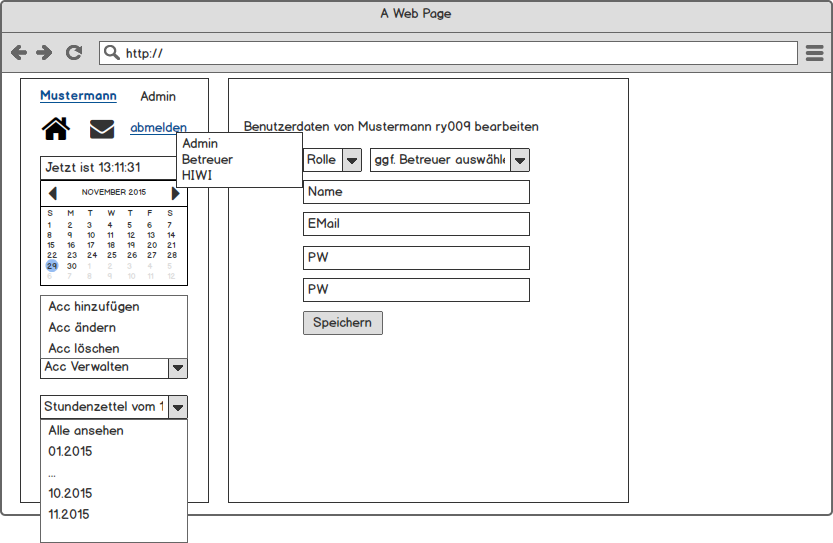 A Web Page
http://
Mustermann Admin
abmelden
Jetzt ist 13:11:31
NOVEMBER 2015
S M T W T F S
1 2 3 4 5 6 7
8 9 10 11 12 13 14
15 16 17 18 19 20 21
22 23 24 25 26 27 28
29 30 1 2 3 4 5
6 7 8 9 10 11 12
Acc hinzufügen
Acc ändern
Acc löschen
Acc Verwalten
Stundenzettel vom 1
Alle ansehen
01.2015
...
10.2015
11.2015
Benutzerdaten von Mustermann ry009 bearbeiten
Admin
Betreuer
HIWI
Rolle
ggf. Betreuer auswähle
Name
EMail
PW
PW
Speichern